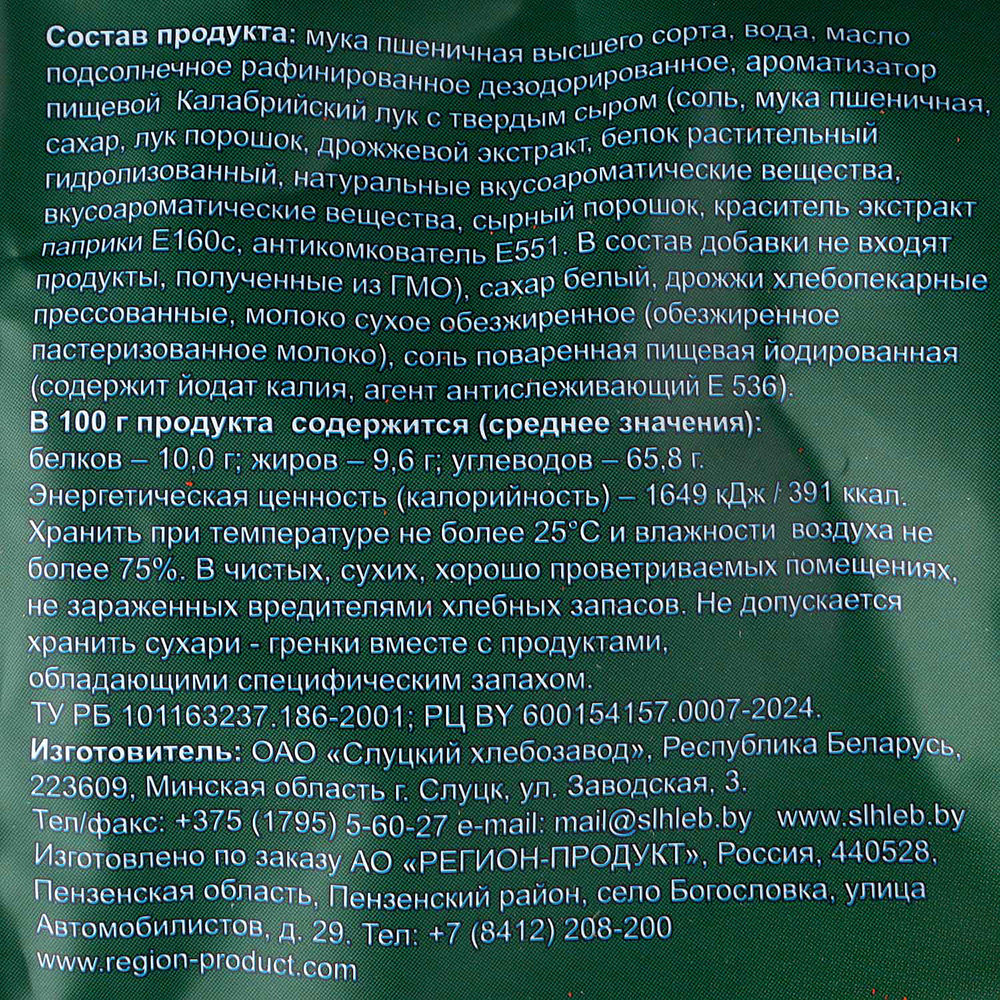 Состав продукта: мука пшеничная высшего сорта, вода, масло
подсолнечное рафинированное дезодорированное, ароматизатор
пищевой Калабрийский лук с твердым сыром (соль, мука пшеничная,
сахар, лук порошок, дрожжевой экстракт, белок растительный
гидролизованный, натуральные вкусоароматические вещества,
вкусоароматические вещества, сырный порошок, краситель экстракт
паприки Е160с, антикомкователь Е551. В состав добавки не входят
продукты, полученные из ГМО), сахар белый, дрожжи хлебопекарные
прессованные, молоко сухое обезжиренное (обезжиренное
пастеризованное молоко), соль поваренная пищевая йодированная
(содержит йодат калия, агент антислеживающий Е 536).
В 100 г продукта содержится (среднее значения):
белков – 10,0 г; жиров – 9,6 г; углеводов – 65,8 г.
Энергетическая ценность (калорийность) – 1649 кДж / 391 ккал.
Хранить при температуре не более 25°С и влажности воздуха не
более 75%. В чистых, сухих, хорошо проветриваемых помещениях,
не зараженных вредителями хлебных запасов. Не допускается
хранить сухари - гренки вместе с продуктами,
обладающими специфическим запахом.
ТУ РБ 101163237.186-2001; РЦ BY 600154157.0007-2024.
Изготовитель: ОАО «Слуцкий хлебозавод», Республика Беларусь,
223609, Минская область г. Слуцк, ул. Заводская, 3.
Тел/факс: +375 (1795) 5-60-27 e-mail: mail@slhleb.by www.slhleb.by
Изготовлено по заказу АО «РЕГИОН-ПРОДУКТ», Россия, 440528,
Пензенская область, Пензенский район, село Богословка, улица
Автомобилистов, д. 29. Тел: +7 (8412) 208-200
www.region-product.com